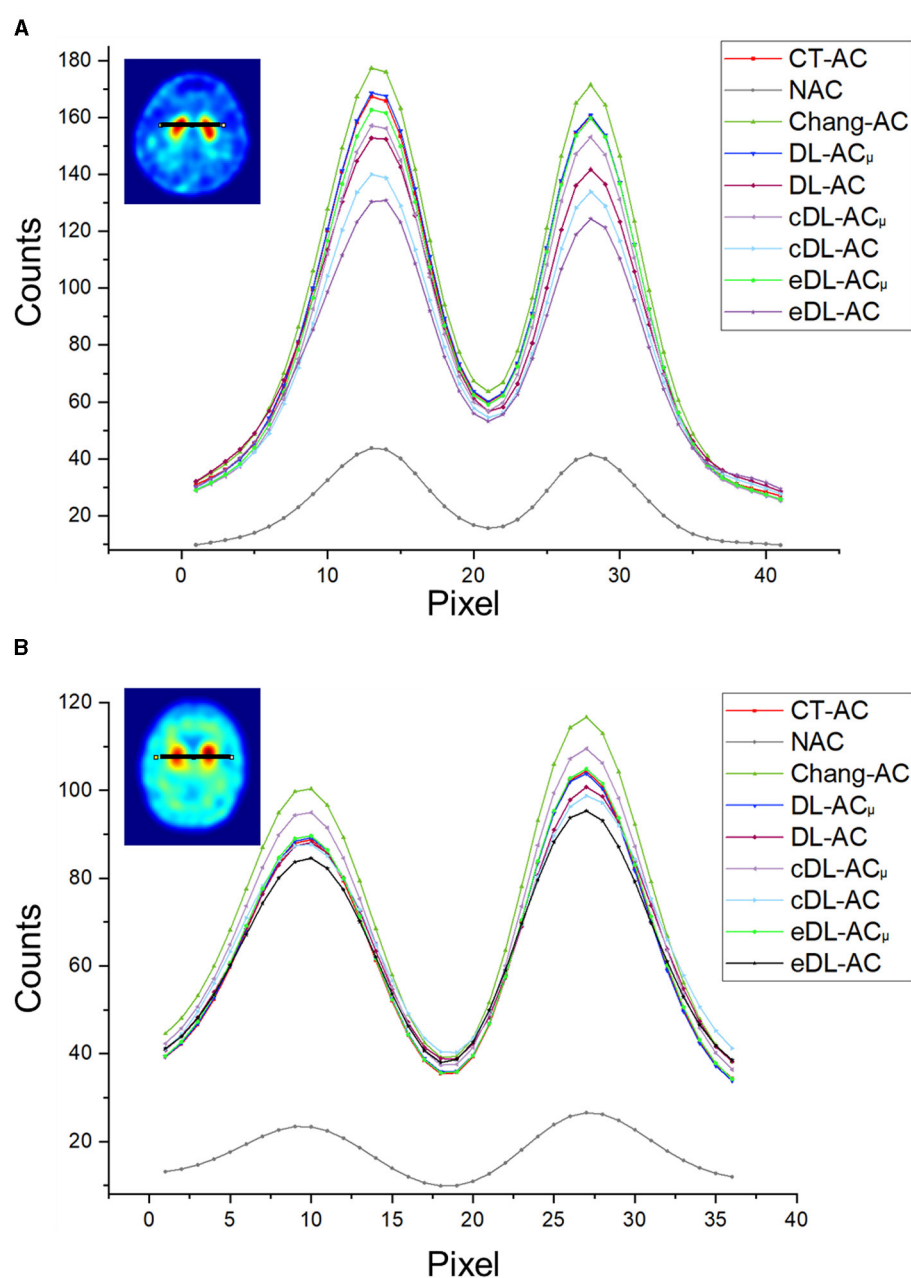 A
180
160
140
120
100
80
60
40
20
Counts
0
10
20
30
40
Pixel
CT-AC
NAC
Chang-AC
DL-ACμ
DL-AC
cDL-ACμ
cDL-AC
eDL-ACμ
eDL-AC
B
120
100
80
60
40
20
Counts
0
5
10
15
20
25
30
35
40
Pixel
CT-AC
NAC
Chang-AC
DL-ACμ
DL-AC
cDL-ACμ
cDL-AC
eDL-ACμ
eDL-AC